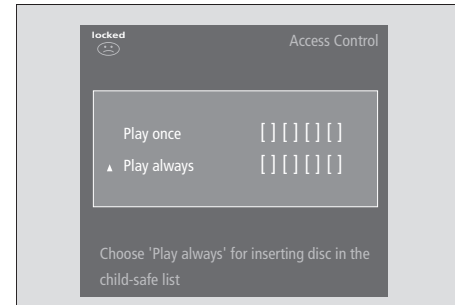 locked
Access Control
Play once [ ] [ ] [ ] [ ]
▲ Play always [ ] [ ] [ ] [ ]
Choose 'Play always' for inserting disc in the
child-safe list